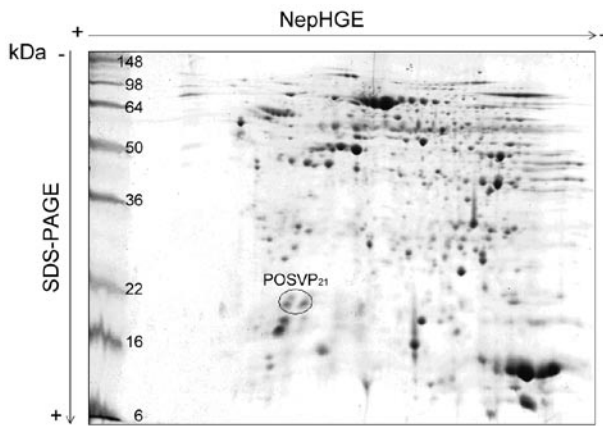 NepHGE
+ -
kDa -
148
98
64
50
36
SDS-PAGE
22
POSVP21
16
+ 6